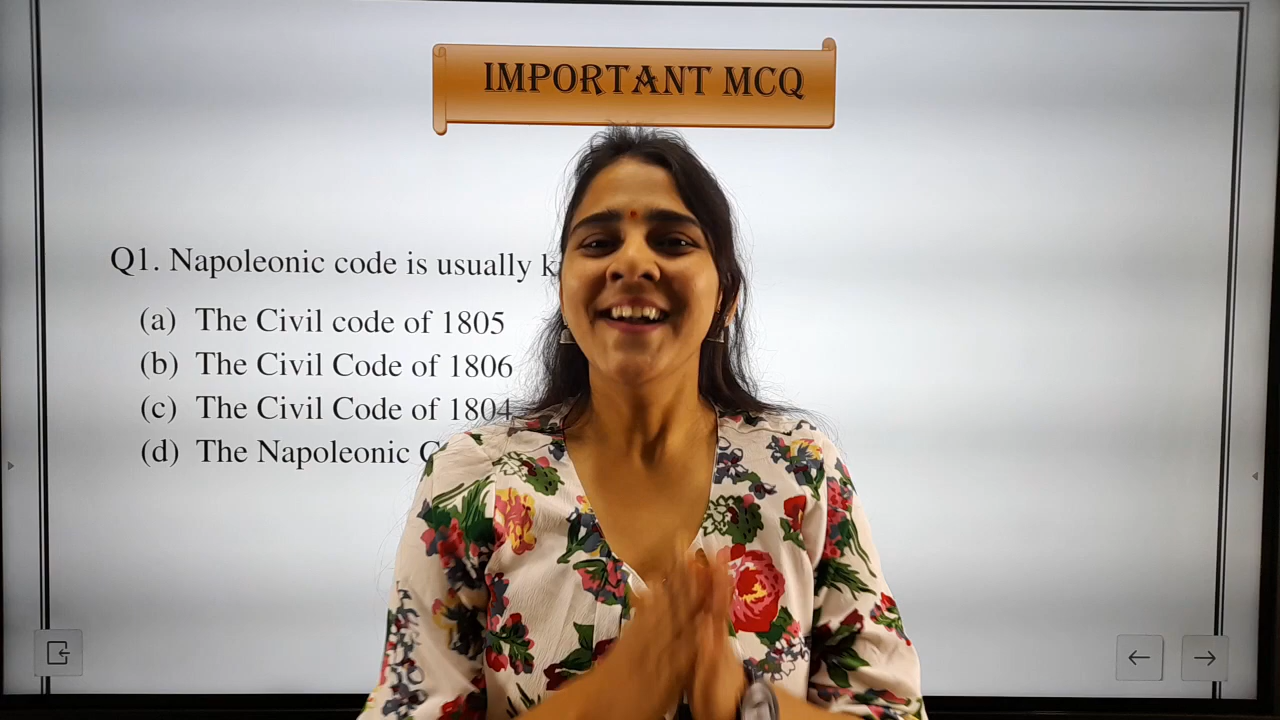 IMPORTANT MCQ
Q1. Napoleonic code is usually
(a) The Civil code of 1805
(b) The Civil Code of 1806
(c) The Civil Code of 1804
(d) The Napoleonic